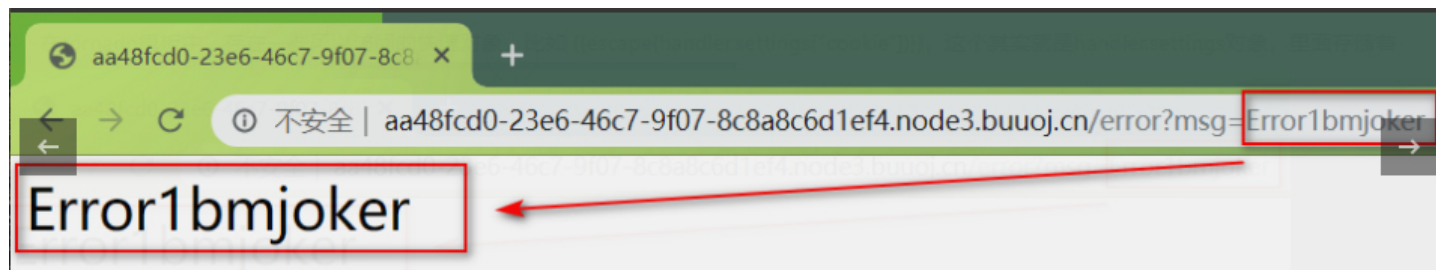 aa48fcd0-23e6-46c7-9f07-8c8
不安全 | aa48fcd0-23e6-46c7-9f07-8c8a8c6d1ef4.node3.buuoj.cn/error?msg=Error1bmjoker
Error1bmjoker